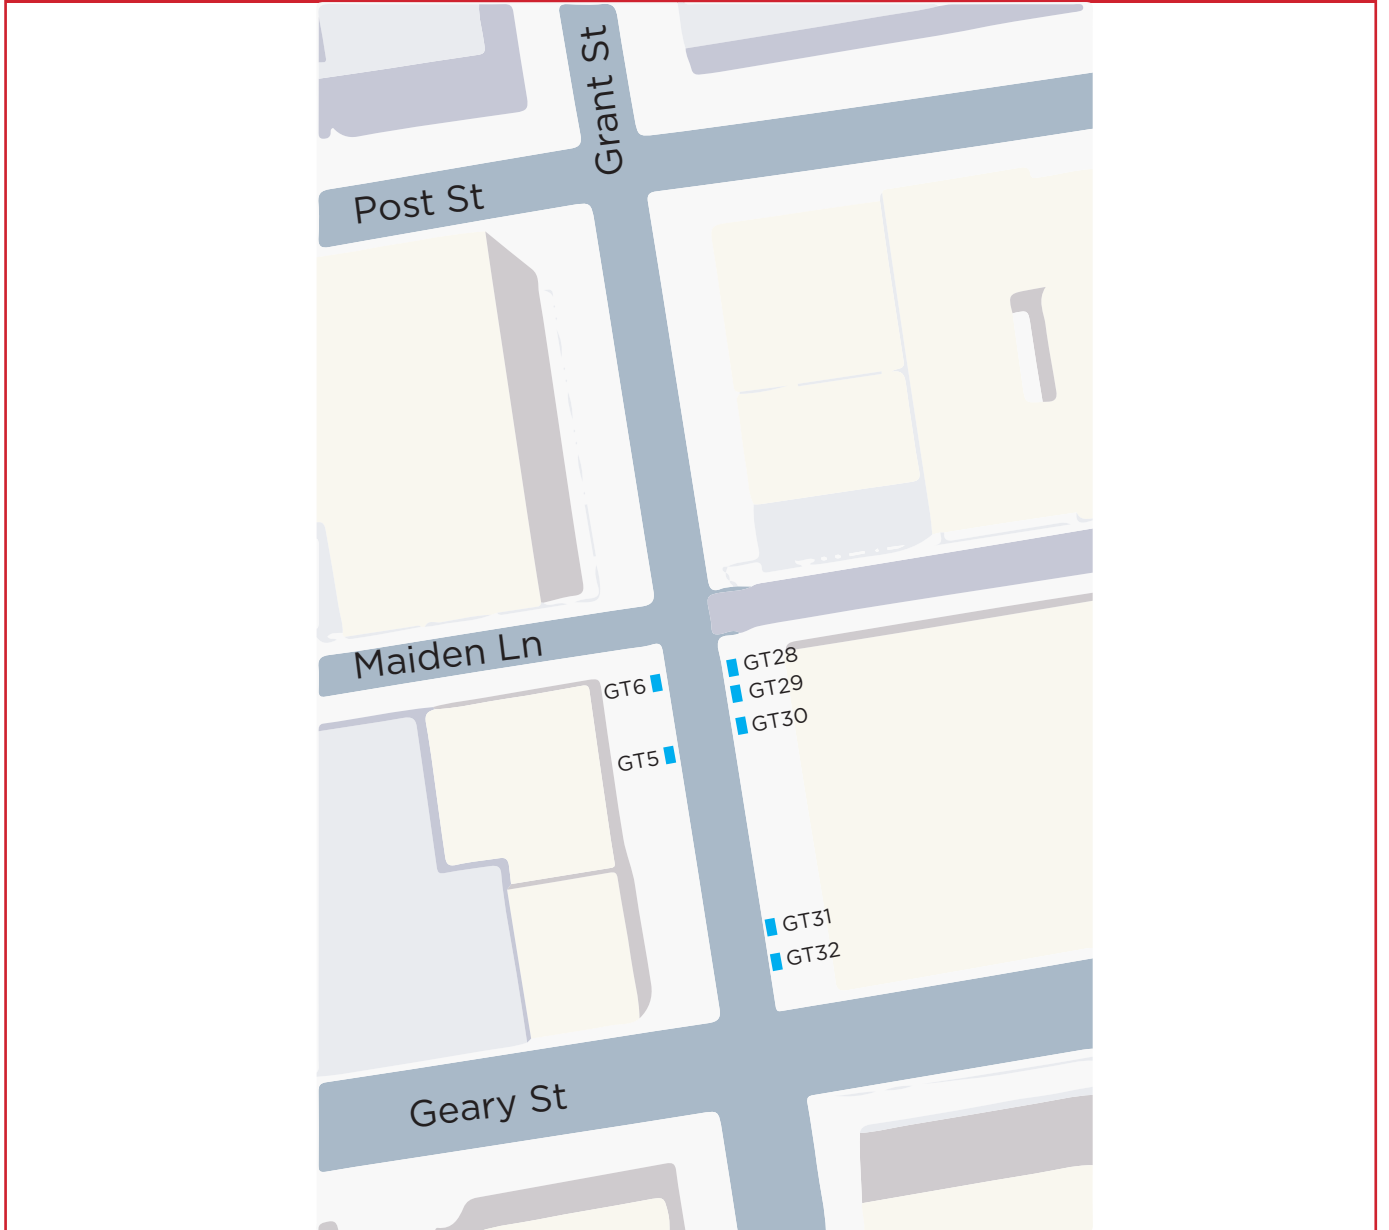 Grant St
Post St
Maiden Ln
GT28
GT6
GT29
GT30
GT5
GT31
GT32
Geary St